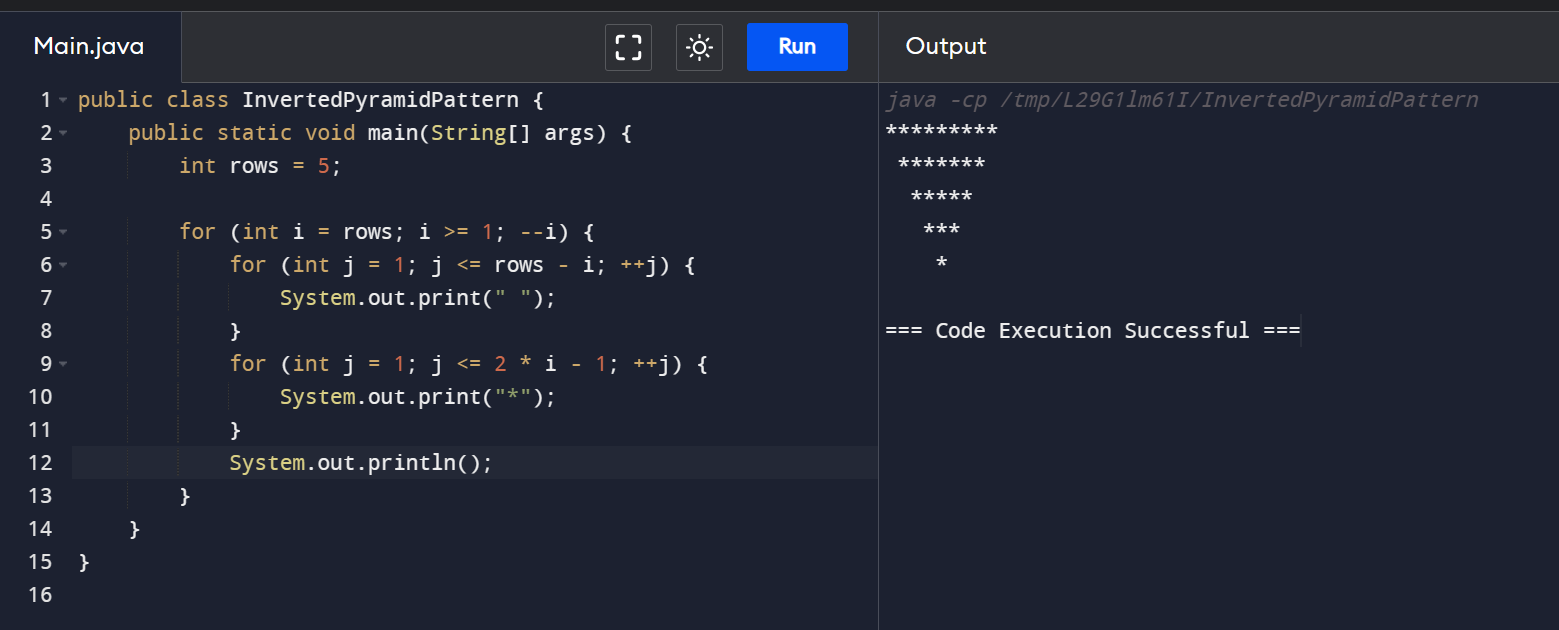 Main.java
Run
Output
1 public class InvertedPyramidPattern {
2     public static void main(String[] args) {
3         int rows = 5;
4
5         for (int i = rows; i >= 1; --i) {
6             for (int j = 1; j <= rows - i; ++j) {
7                 System.out.print(" ");
8             }
9             for (int j = 1; j <= 2 * i - 1; ++j) {
10                 System.out.print("*");
11             }
12             System.out.println();
13         }
14     }
15 }
16
java -cp /tmp/L29G1lm61I/InvertedPyramidPattern
*********
 *******
  *****
   ***
    *
=== Code Execution Successful ===